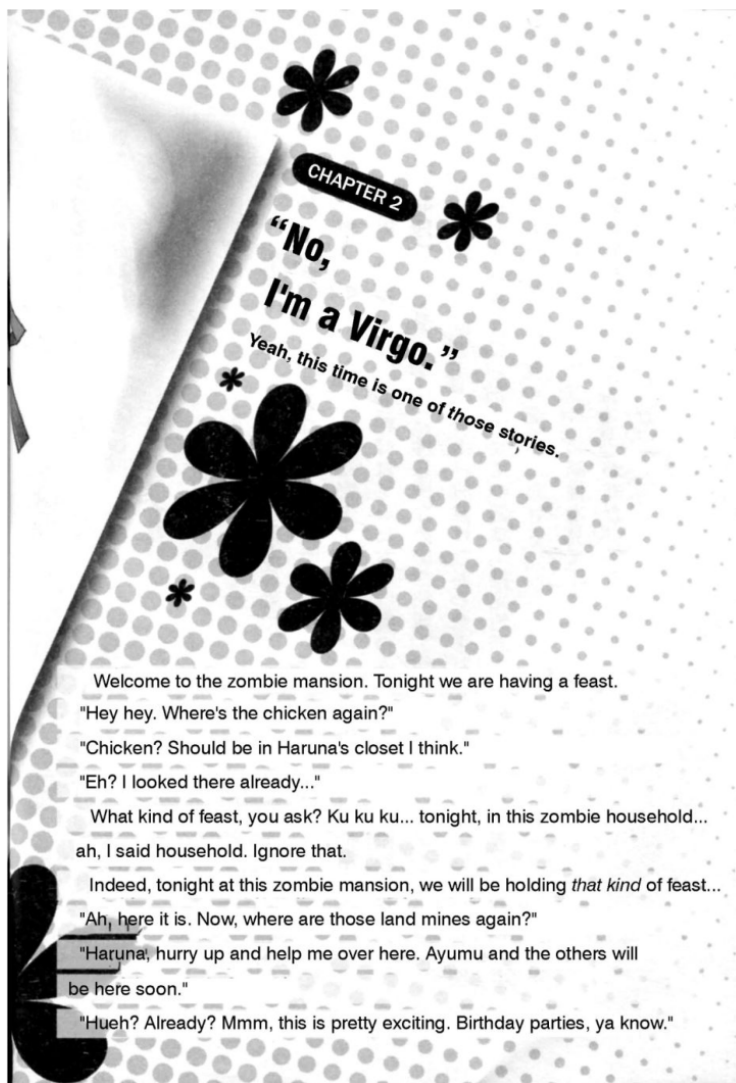 CHAPTER 2
“No,
I'm a Virgo.”
Yeah, this time is one of those stories.
Welcome to the zombie mansion. Tonight we are having a feast.
"Hey hey. Where's the chicken again?"
"Chicken? Should be in Haruna's closet I think."
"Eh? I looked there already..."
What kind of feast, you ask? Ku ku ku... tonight, in this zombie household...
ah, I said household. Ignore that.
Indeed, tonight at this zombie mansion, we will be holding that kind of feast...
"Ah, here it is. Now, where are those land mines again?"
"Haruna, hurry up and help me over here. Ayumu and the others will
be here soon."
"Hueh? Already? Mmm, this is pretty exciting. Birthday parties, ya know."